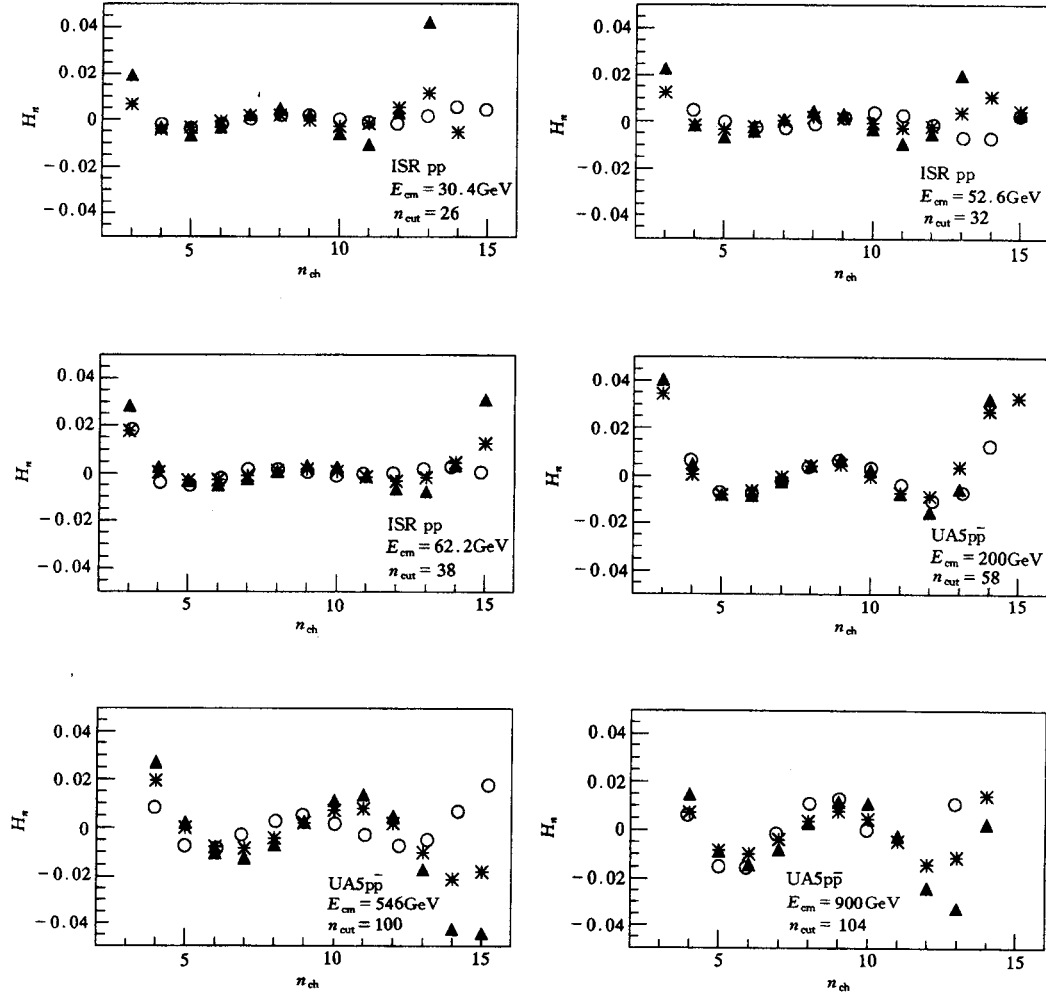 0.04
0.02
0
−0.02
−0.04
H_n
ISR pp
E_cm = 30.4GeV
n_cut = 26
5
10
15
n_ch
0.04
0.02
0
−0.02
−0.04
H_n
ISR pp
E_cm = 52.6GeV
n_cut = 32
5
10
15
n_ch
0.04
0.02
0
−0.02
−0.04
H_n
ISR pp
E_cm = 62.2GeV
n_cut = 38
5
10
15
n_ch
0.04
0.02
0
−0.02
−0.04
H_n
UA5pp̄
E_cm = 200GeV
n_cut = 58
5
10
15
n_ch
0.04
0.02
0
−0.02
−0.04
H_n
UA5pp̄
E_cm = 546GeV
n_cut = 100
5
10
15
n_ch
0.04
0.02
0
−0.02
−0.04
H_n
UA5pp̄
E_cm = 900GeV
n_cut = 104
5
10
15
n_ch